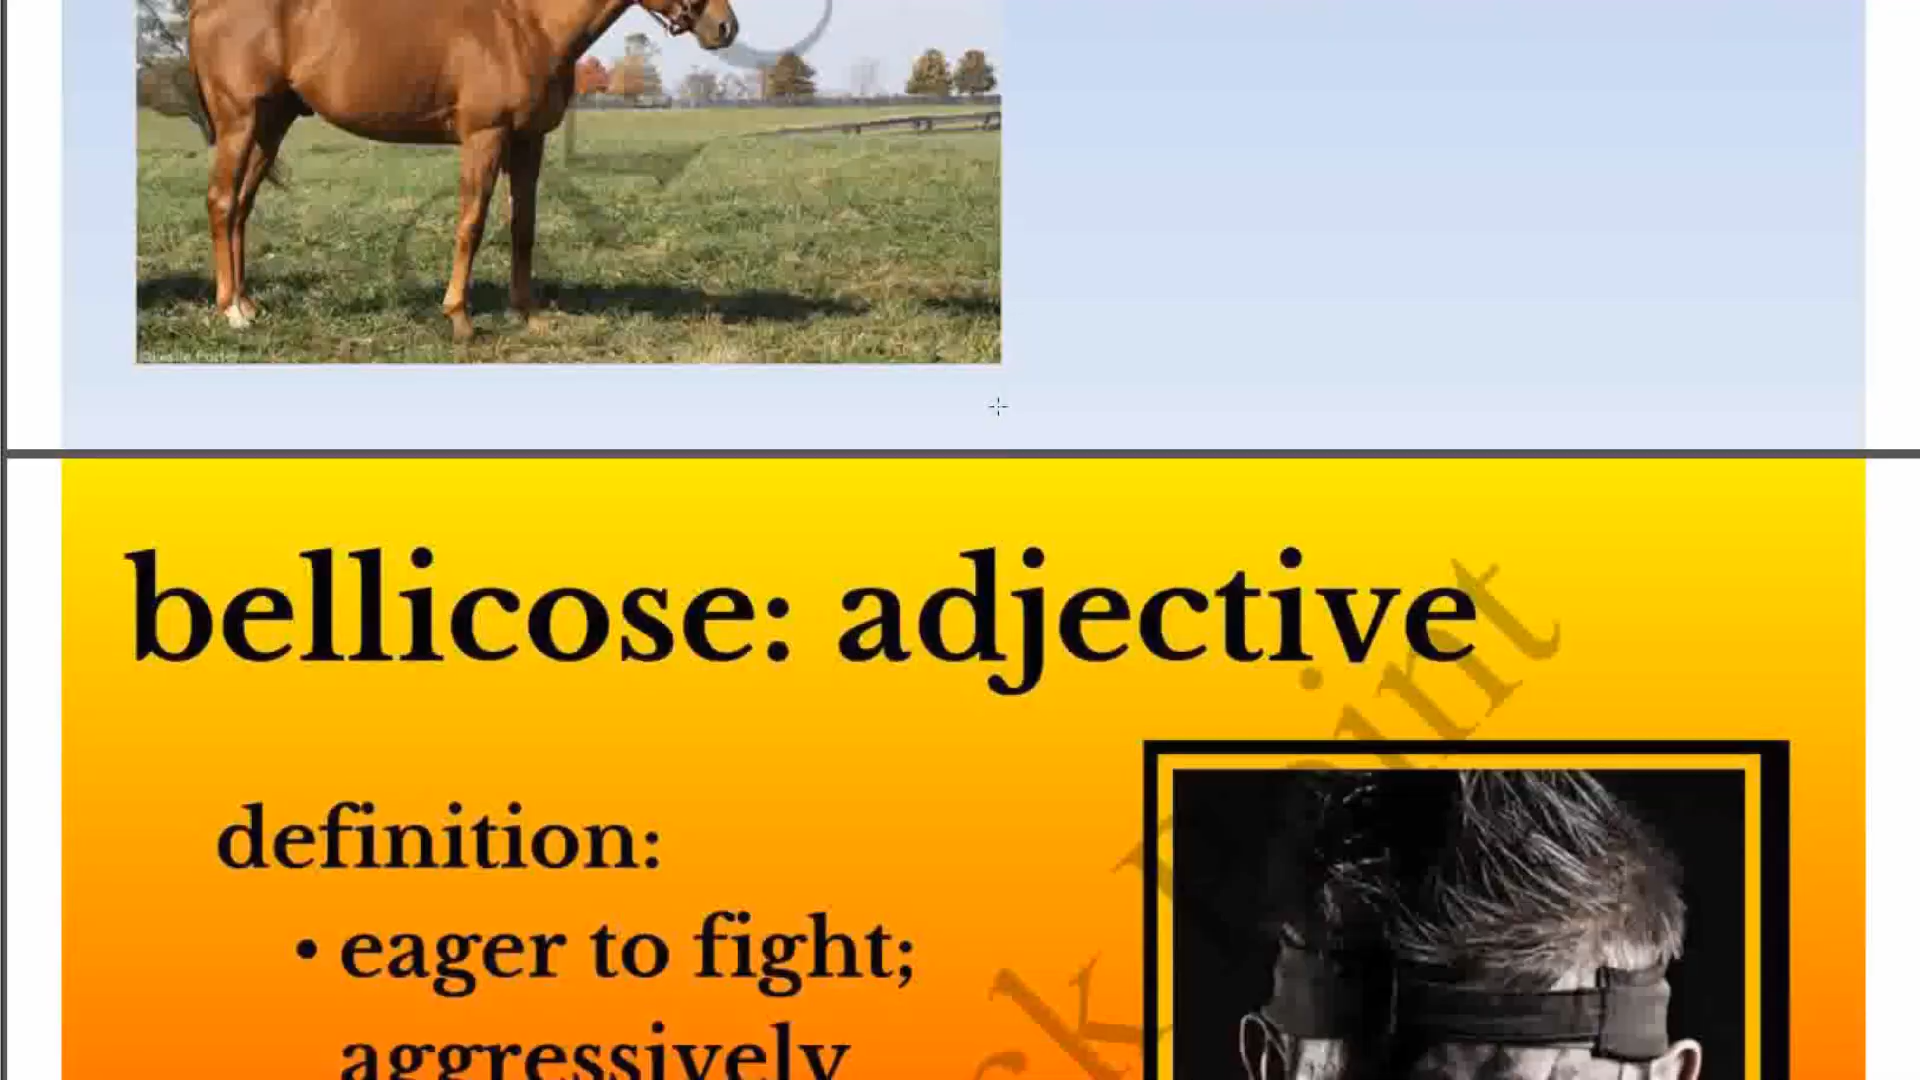 bellicose: adjective
definition:
• eager to fight;
aggressively